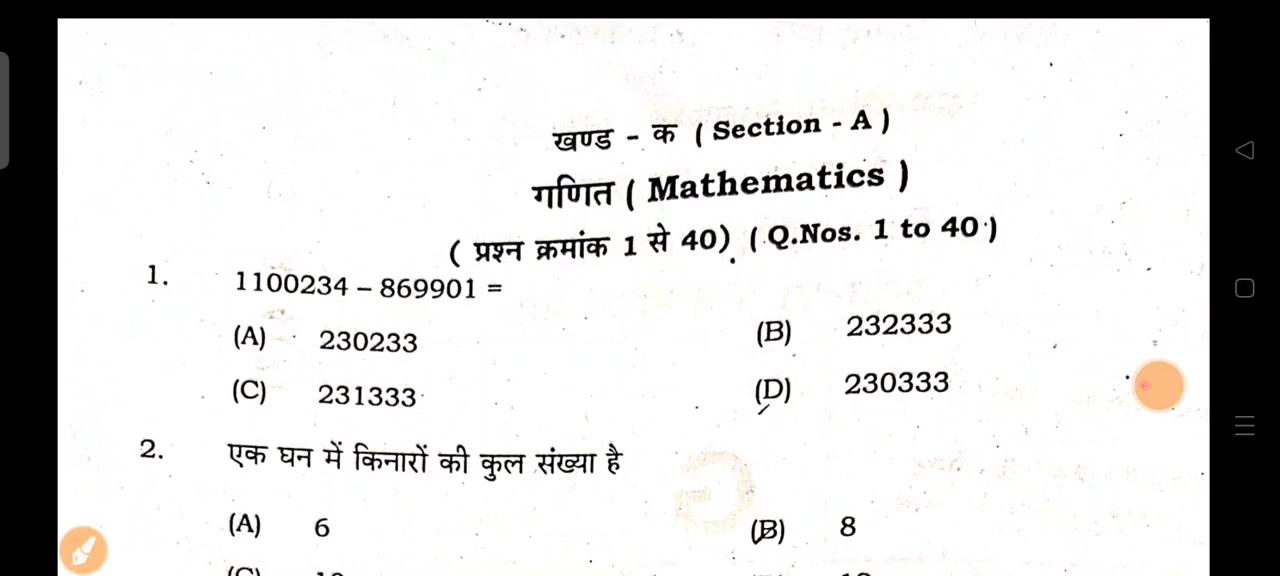 खण्ड - क ( Section - A )
गणित ( Mathematics )
( प्रश्न क्रमांक 1 से 40) ( Q.Nos. 1 to 40 )
1. 1100234 – 869901 =
(A) 230233 (B) 232333
(C) 231333 (D) 230333
2. एक घन में किनारों की कुल संख्या है
(A) 6 (B) 8